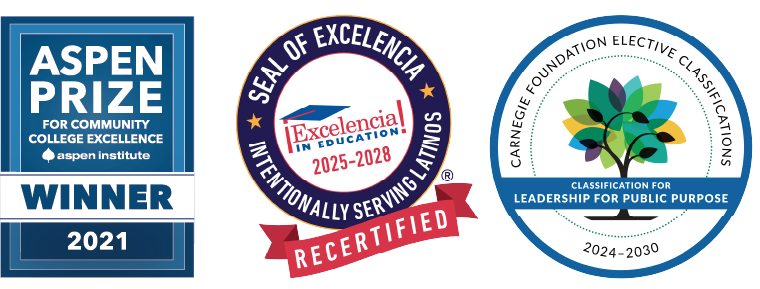 ASPEN
PRIZE
FOR COMMUNITY
COLLEGE EXCELLENCE
aspen institute
WINNER
2021
SEAL OF EXCELENCIA
¡Excelencia!
IN EDUCATION
2025-2028
INTENTIONALLY SERVING LATINOS
®
RECERTIFIED
CARNEGIE FOUNDATION ELECTIVE CLASSIFICATIONS
CLASSIFICATION FOR
LEADERSHIP FOR PUBLIC PURPOSE
2024–2030